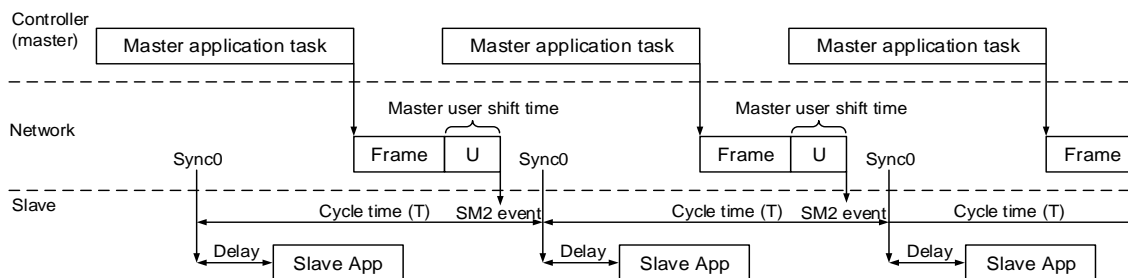 Controller
(master)
Master application task
Master application task
Master application task
Master user shift time
Master user shift time
Network
Frame
U
Frame
U
Frame
Sync0
Sync0
Sync0
Slave
Cycle time (T)
SM2 event
Cycle time (T)
SM2 event
Cycle time (T)
Delay
Slave App
Delay
Slave App
Delay
Slave App